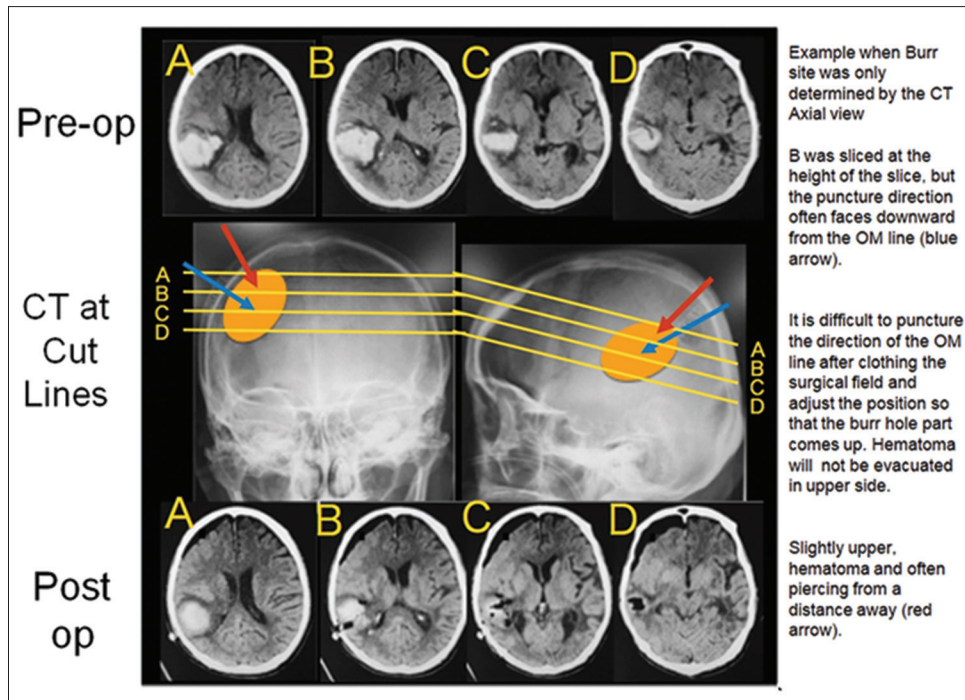 Pre-op
A
B
C
D
Example when Burr
site was only
determined by the CT
Axial view
B was sliced at the
height of the slice, but
the puncture direction
often faces downward
from the OM line (blue
arrow).
CT at
Cut
Lines
A
B
C
D
A
B
C
D
It is difficult to puncture
the direction of the OM
line after clothing the
surgical field and
adjust the position so
that the burr hole part
comes up. Hematoma
will not be evacuated
in upper side.
Post
op
A
B
C
D
Slightly upper,
hematoma and often
piercing from a
distance away (red
arrow).